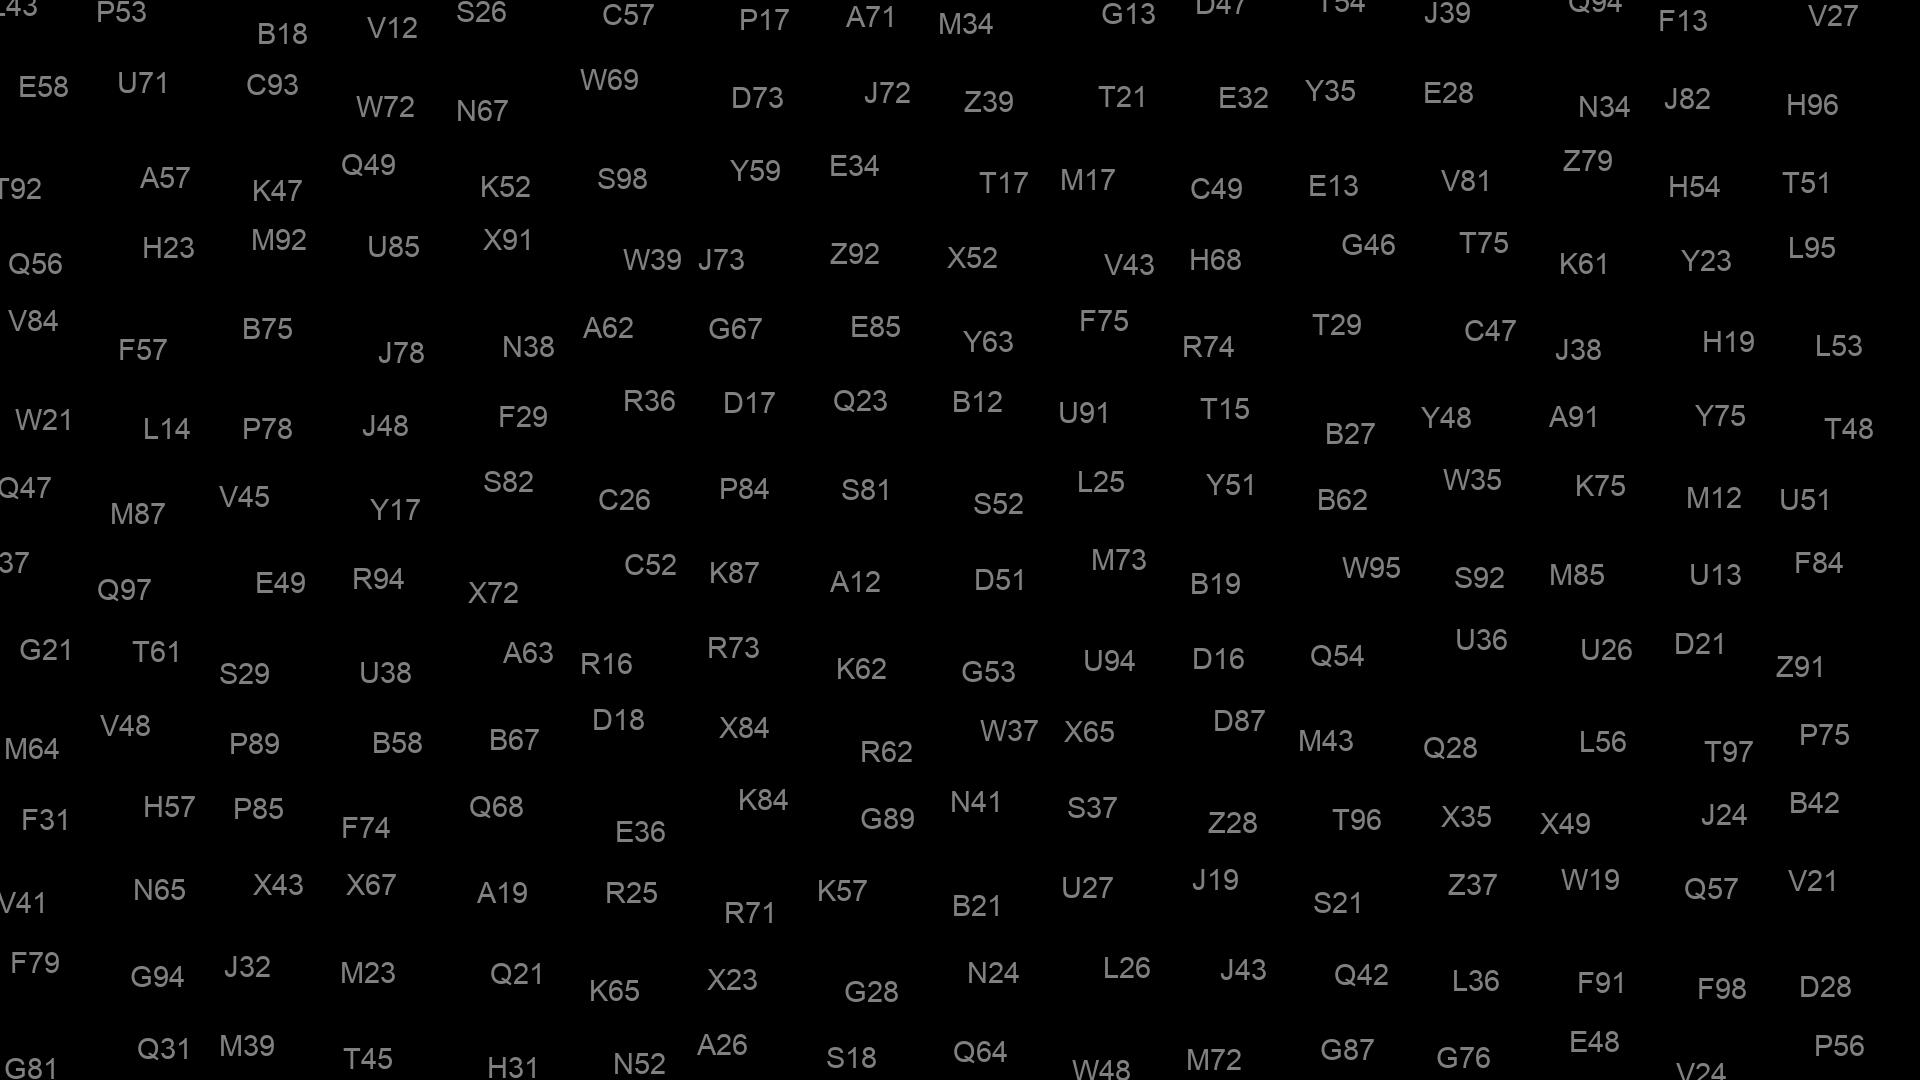 P53 B18 V12 S26 C57 P17 A71 M34 G13 D47 T54 J39 Q94 F13 V27
E58 U71 C93 W72 N67 W69 D73 J72 Z39 T21 E32 Y35 E28 N34 J82 H96
T92 A57 K47 Q49 K52 S98 Y59 E34 T17 M17 C49 E13 V81 Z79 H54 T51
Q56 H23 M92 U85 X91 W39 J73 Z92 X52 V43 H68 G46 T75 K61 Y23 L95
V84 F57 B75 J78 N38 A62 G67 E85 Y63 F75 R74 T29 C47 J38 H19 L53
W21 L14 P78 J48 F29 R36 D17 Q23 B12 U91 T15 B27 Y48 A91 Y75 T48
Q47 M87 V45 Y17 S82 C26 P84 S81 S52 L25 Y51 B62 W35 K75 M12 U51
37 Q97 E49 R94 X72 C52 K87 A12 D51 M73 B19 W95 S92 M85 U13 F84
G21 T61 S29 U38 A63 R16 R73 K62 G53 U94 D16 Q54 U36 U26 D21 Z91
M64 V48 P89 B58 B67 D18 X84 R62 W37 X65 D87 M43 Q28 L56 T97 P75
F31 H57 P85 F74 Q68 E36 K84 G89 N41 S37 Z28 T96 X35 X49 J24 B42
V41 N65 X43 X67 A19 R25 R71 K57 B21 U27 J19 S21 Z37 W19 Q57 V21
F79 G94 J32 M23 Q21 K65 X23 G28 N24 L26 J43 Q42 L36 F91 F98 D28
G81 Q31 M39 T45 H31 N52 A26 S18 Q64 W48 M72 G87 G76 E48 V24 P56